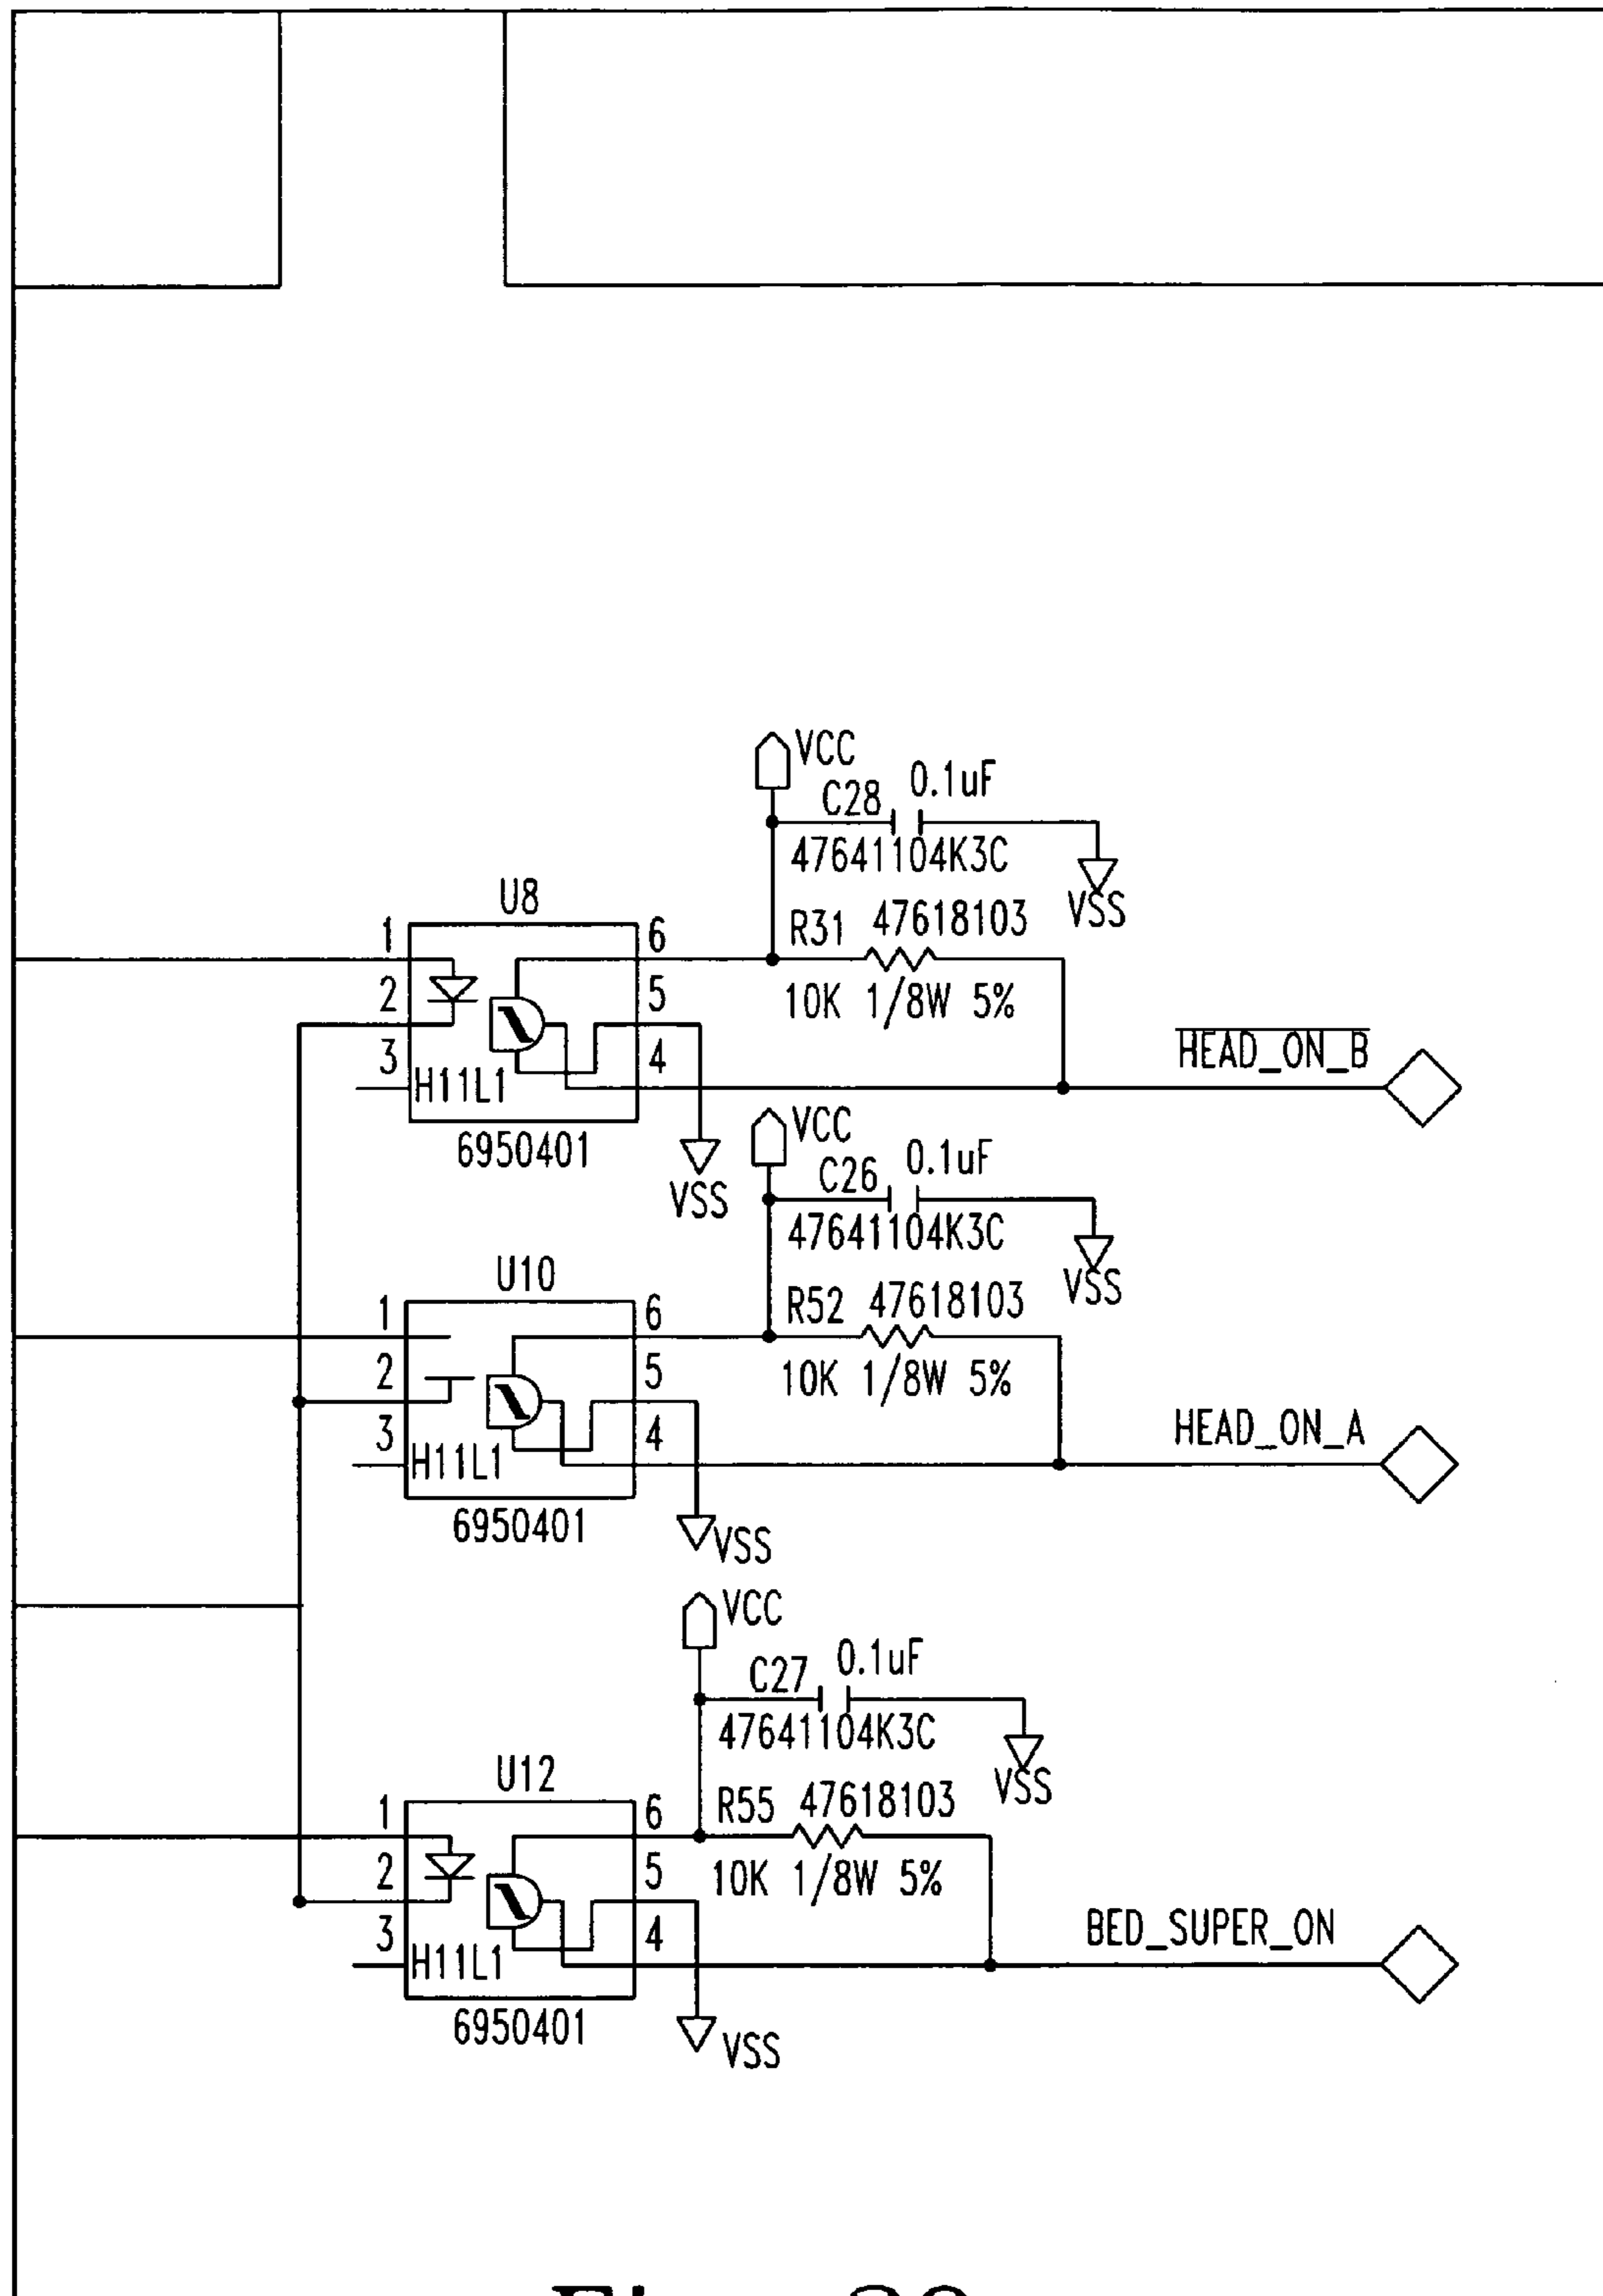 VCC
C28 0.1uF
47641104K3C
VSS
U8
R31 47618103
10K 1/8W 5%
1
2
3
6
5
4
H11L1
6950401
VSS
HEAD_ON_B
VCC
C26 0.1uF
47641104K3C
VSS
U10
R52 47618103
10K 1/8W 5%
1
2
3
6
5
4
H11L1
6950401
VSS
HEAD_ON_A
VCC
C27 0.1uF
47641104K3C
VSS
U12
R55 47618103
10K 1/8W 5%
1
2
3
6
5
4
H11L1
6950401
VSS
BED_SUPER_ON